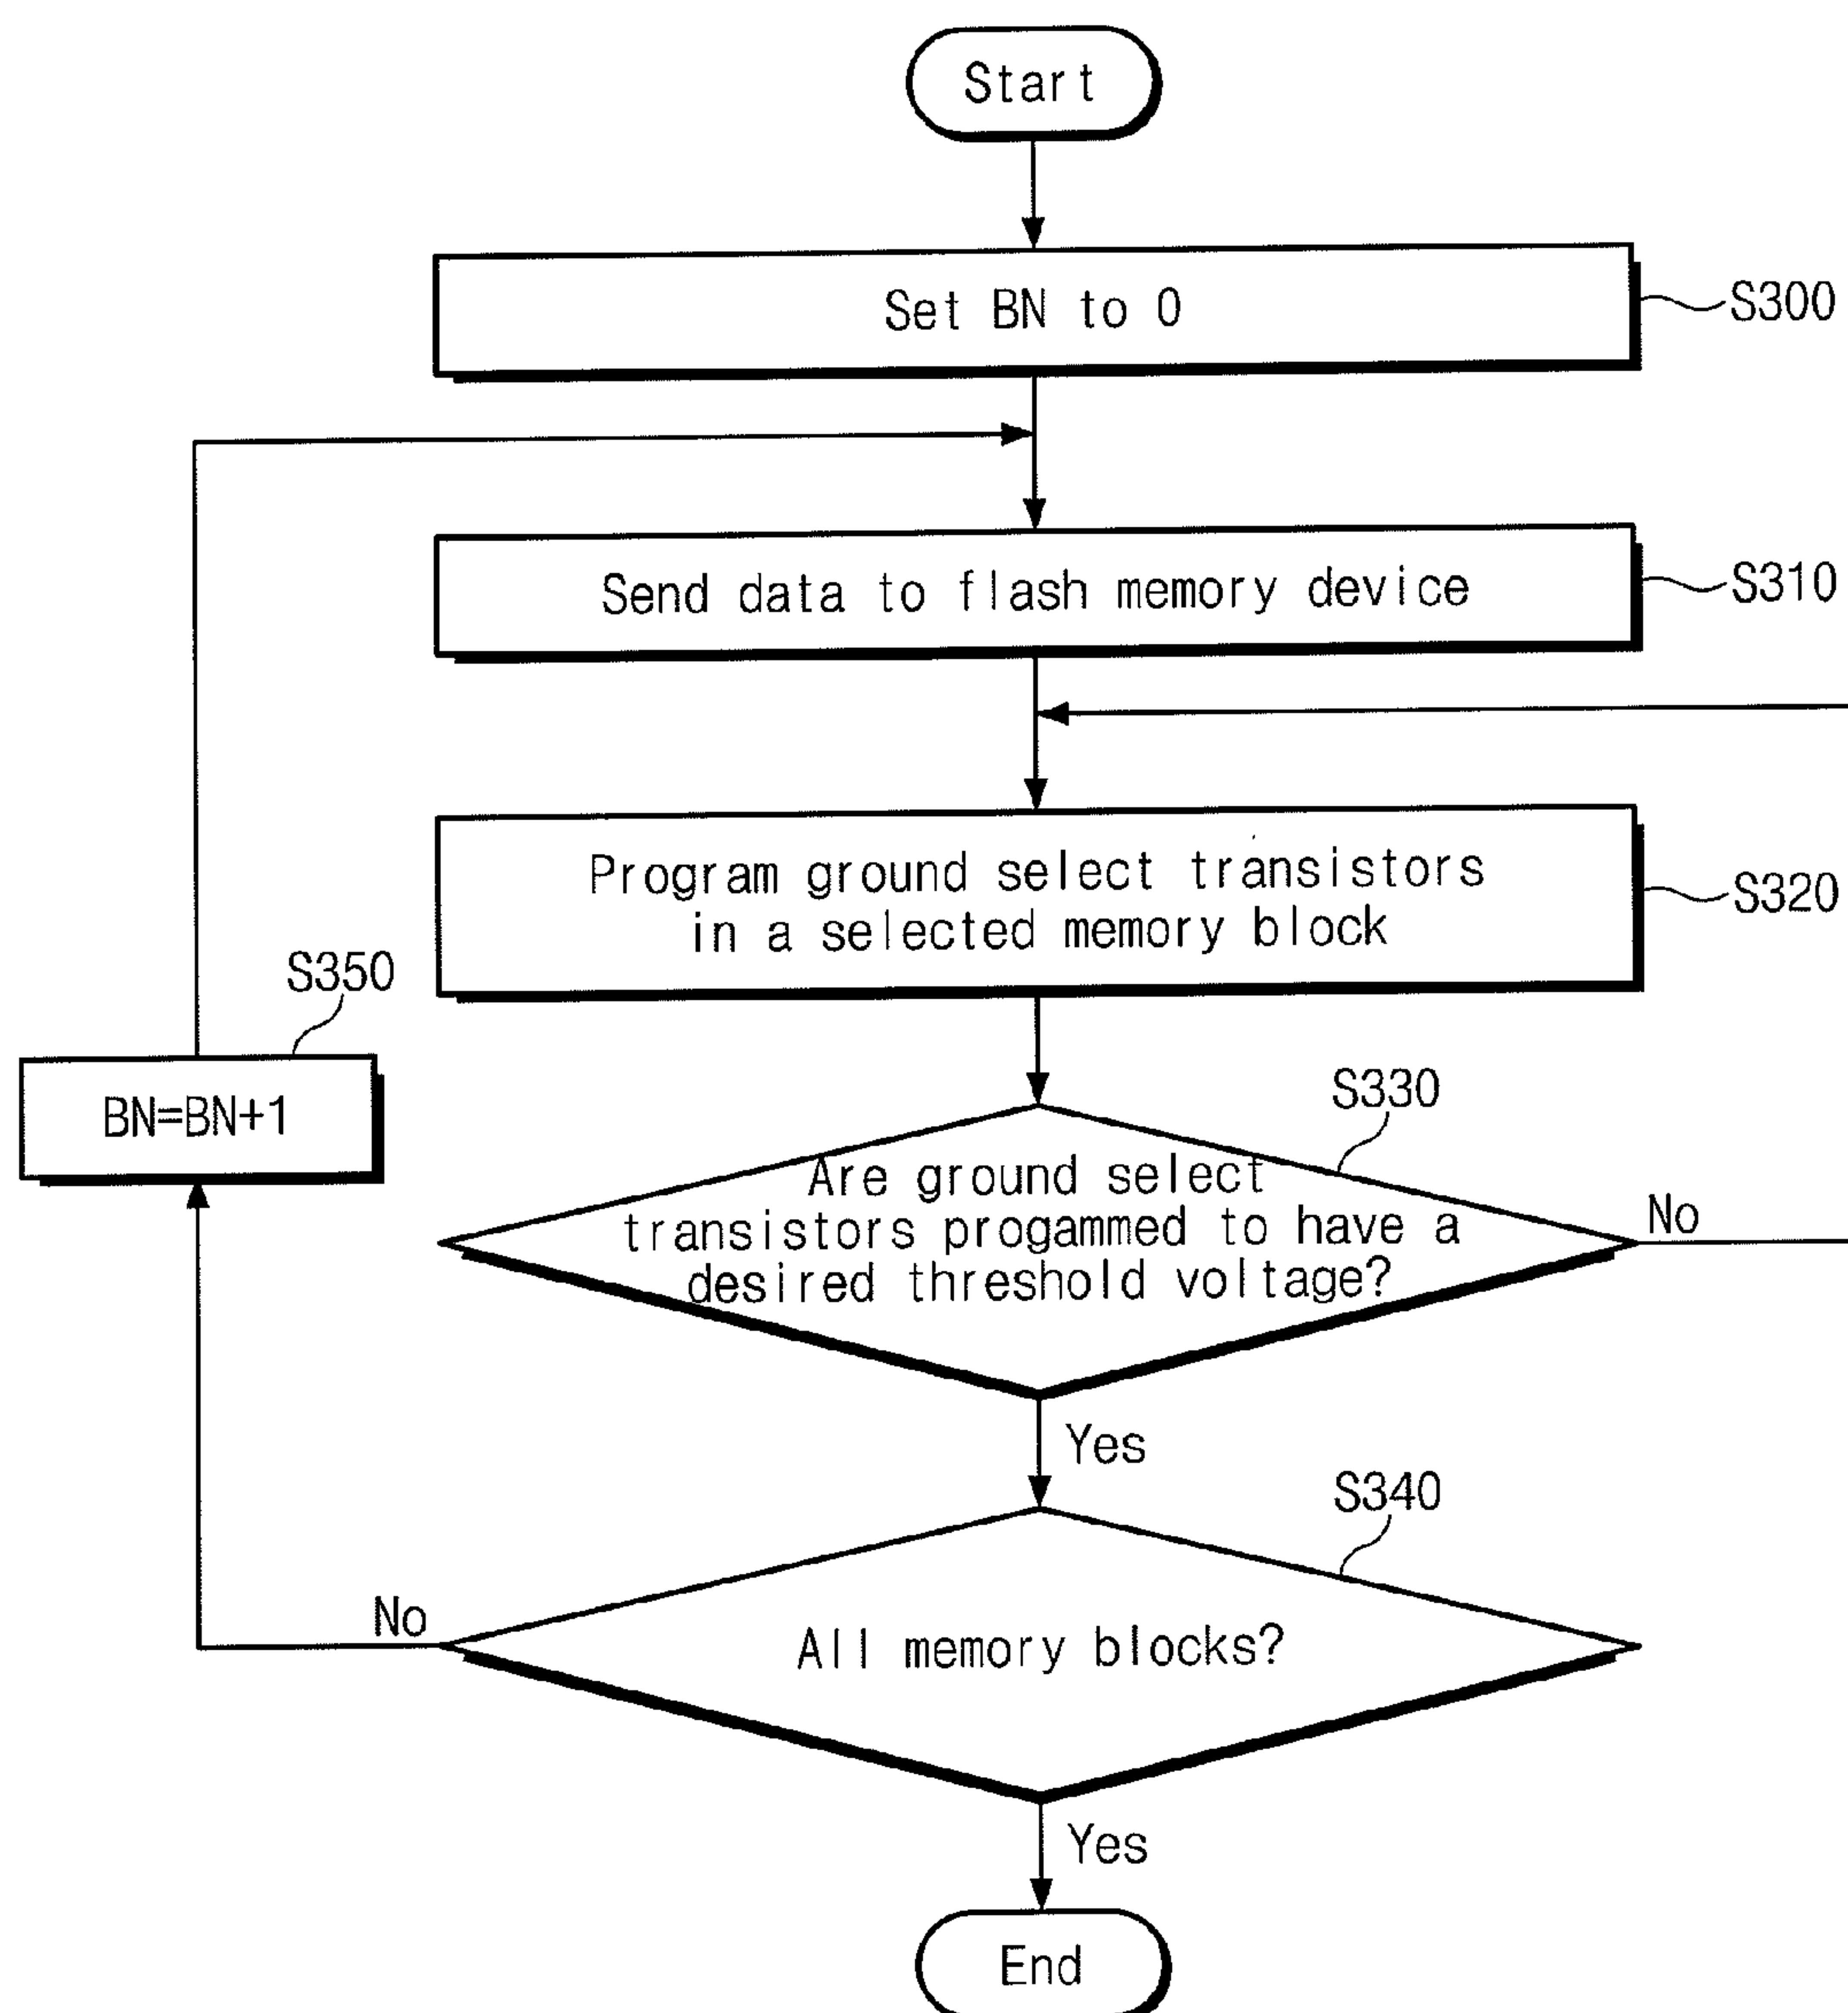 Start
Set BN to 0
S300
Send data to flash memory device
S310
Program ground select transistors
in a selected memory block
S320
S350
BN=BN+1
S330
Are ground select
transistors progammed to have a
desired threshold voltage?
No
Yes
S340
All memory blocks?
No
Yes
End